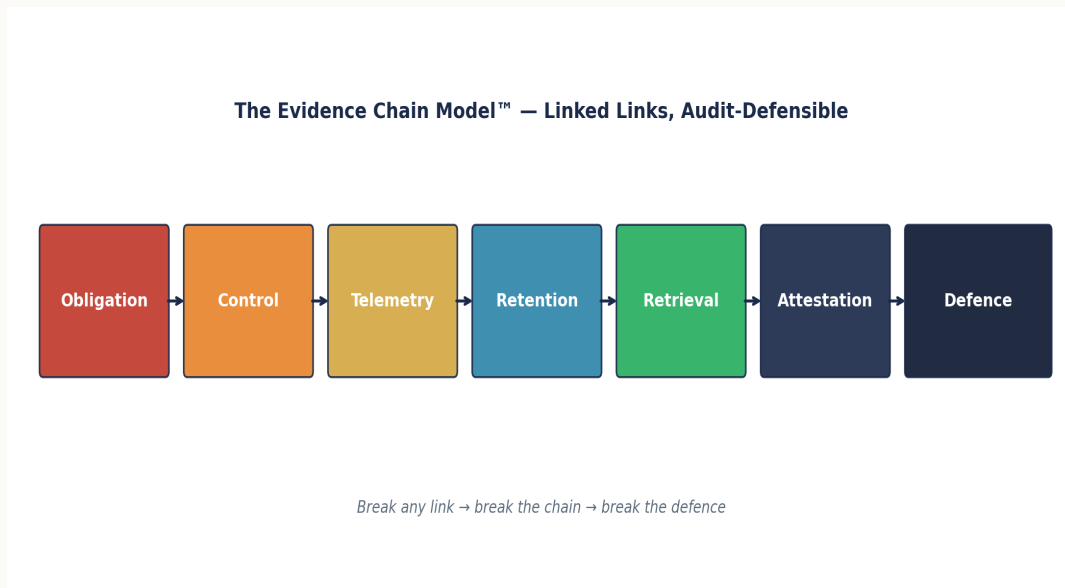 The Evidence Chain Model™ — Linked Links, Audit-Defensible
Obligation
Control
Telemetry
Retention
Retrieval
Attestation
Defence
Break any link → break the chain → break the defence